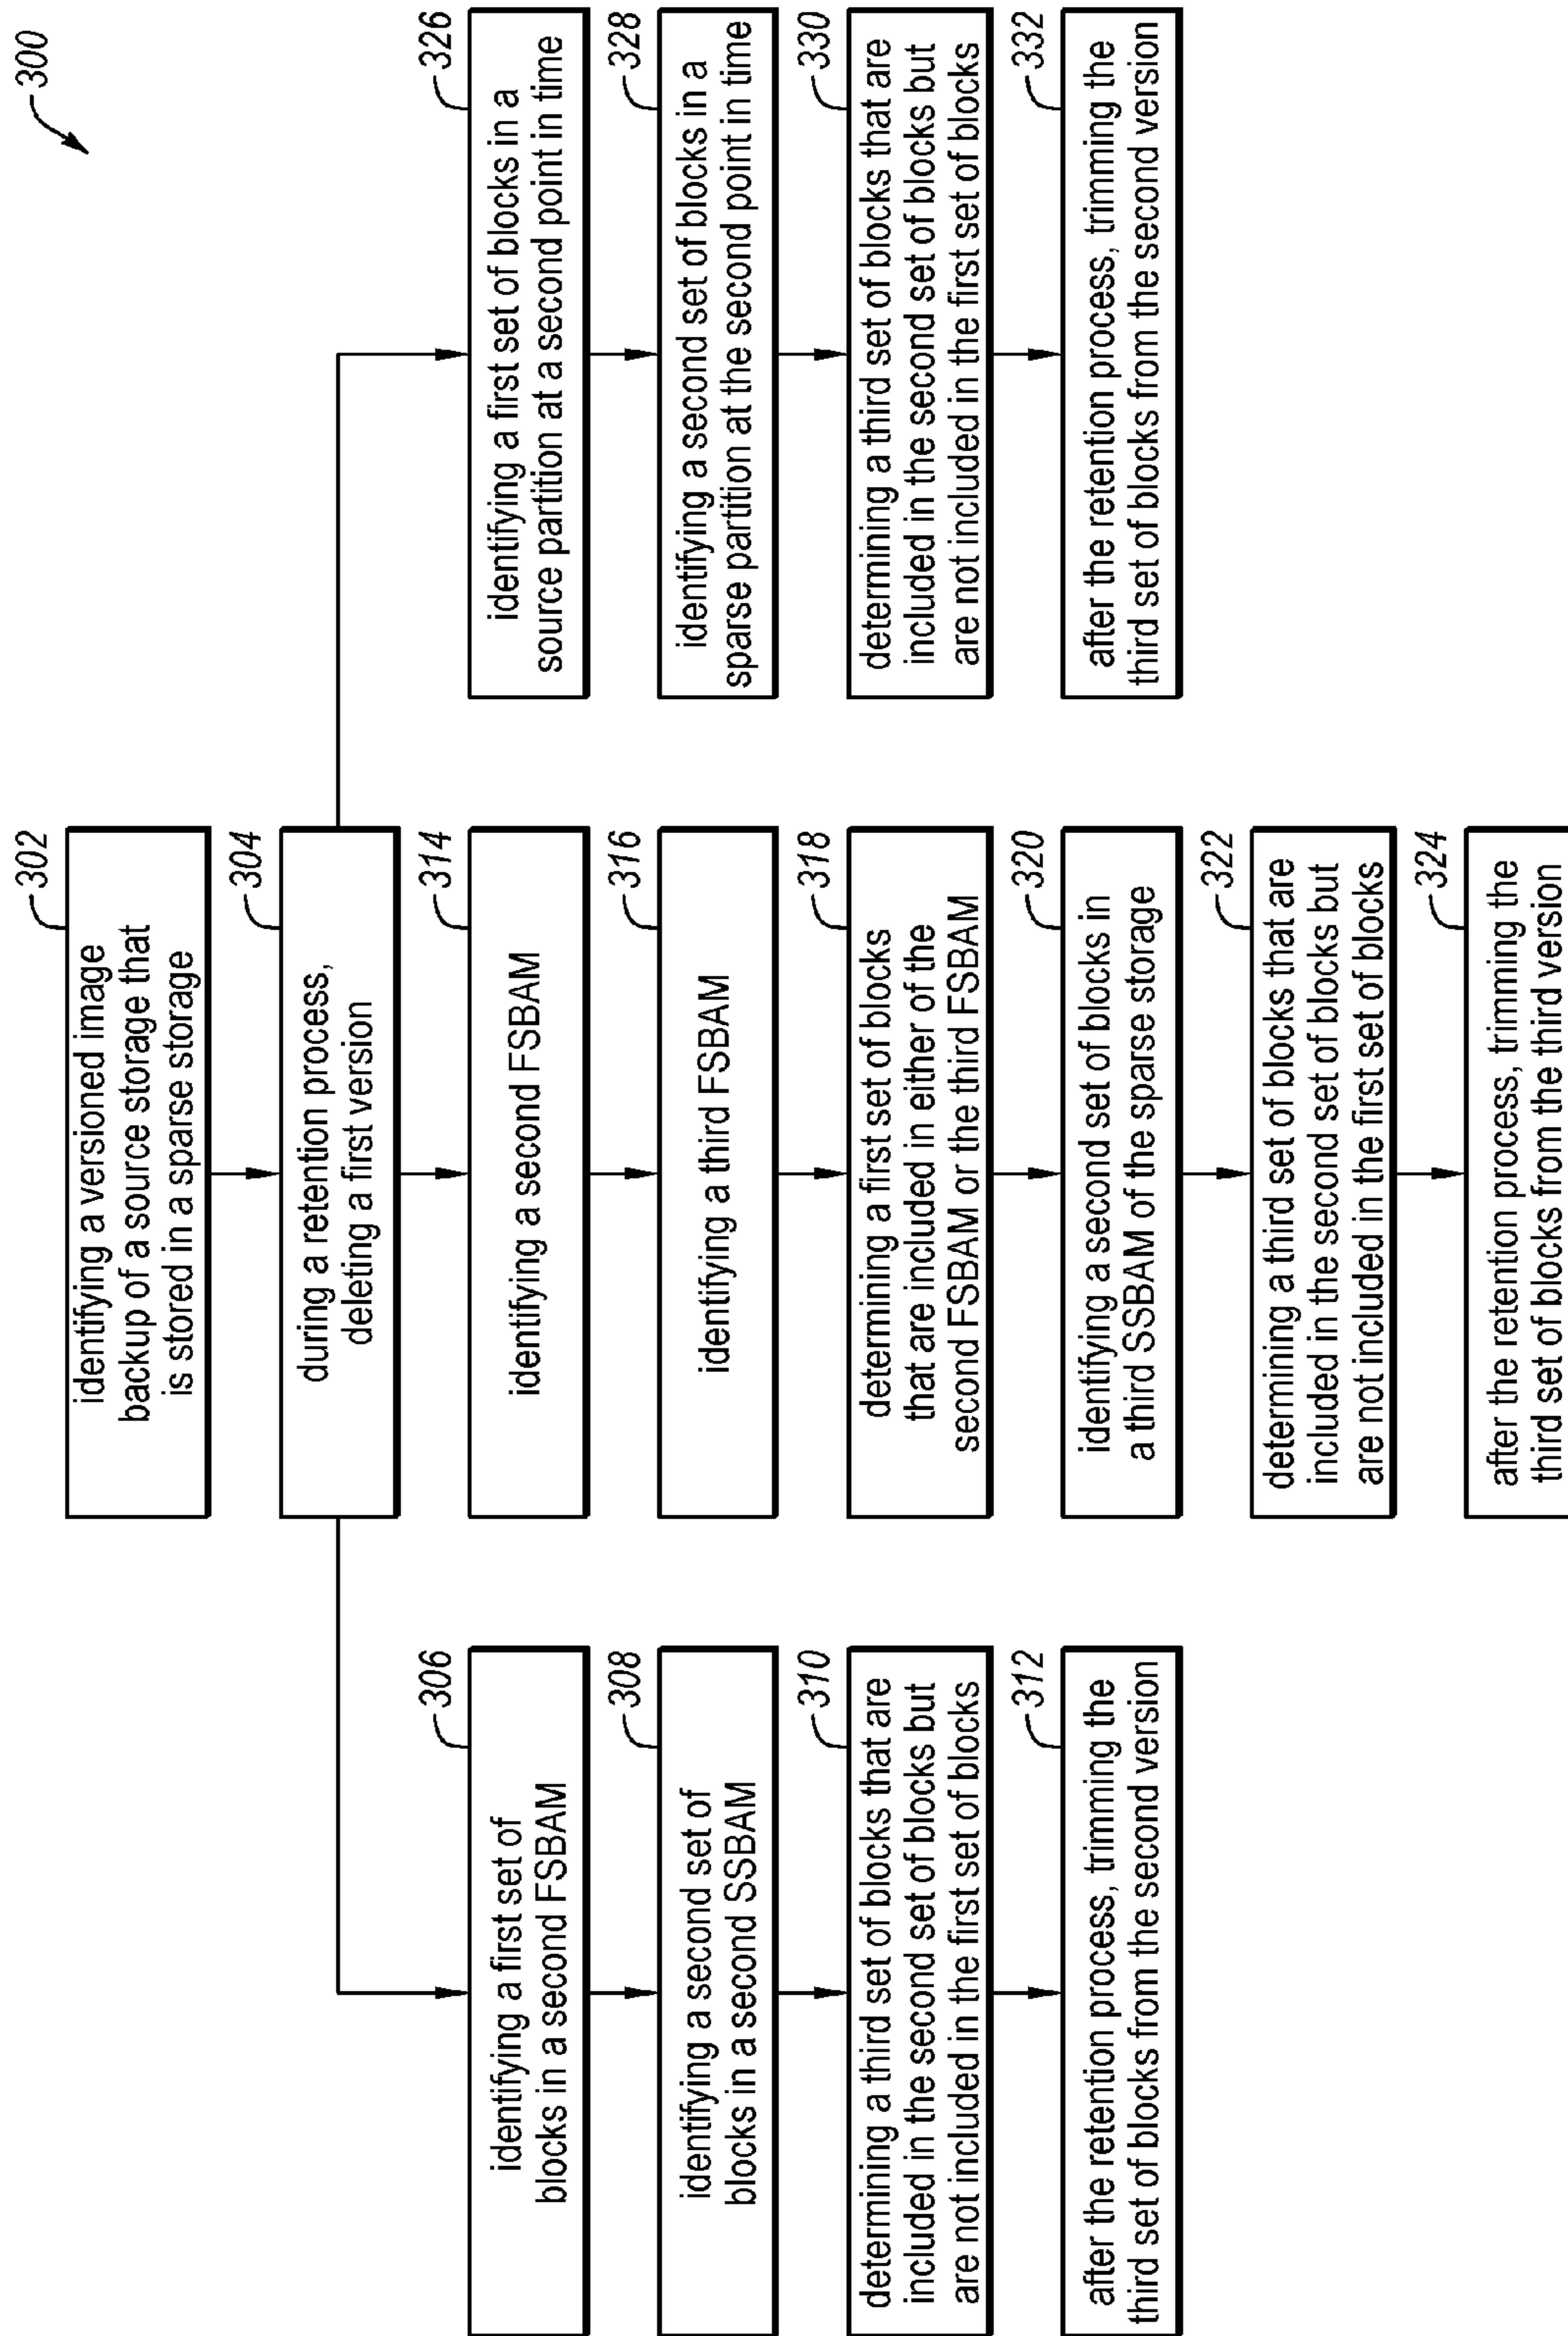 300
302
identifying a versioned image
backup of a source storage that
is stored in a sparse storage
304
during a retention process,
deleting a first version
306
identifying a first set of
blocks in a second FSBAM
308
identifying a second set of
blocks in a second SSBAM
310
determining a third set of blocks that are
included in the second set of blocks but
are not included in the first set of blocks
312
after the retention process, trimming the
third set of blocks from the second version
314
identifying a second FSBAM
316
identifying a third FSBAM
318
determining a first set of blocks
that are included in either of the
second FSBAM or the third FSBAM
320
identifying a second set of blocks in
a third SSBAM of the sparse storage
322
determining a third set of blocks that are
included in the second set of blocks but
are not included in the first set of blocks
324
after the retention process, trimming the
third set of blocks from the third version
326
identifying a first set of blocks in a
source partition at a second point in time
328
identifying a second set of blocks in a
sparse partition at the second point in time
330
determining a third set of blocks that are
included in the second set of blocks but
are not included in the first set of blocks
332
after the retention process, trimming the
third set of blocks from the second version